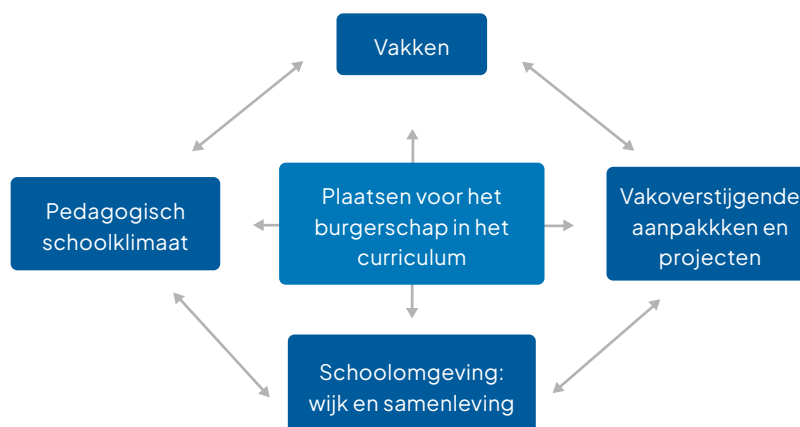 Vakken
Pedagogisch
schoolklimaat
Plaatsen voor het
burgerschap in het
curriculum
Vakoverstijgende
aanpakkken en
projecten
Schoolomgeving:
wijk en samenleving